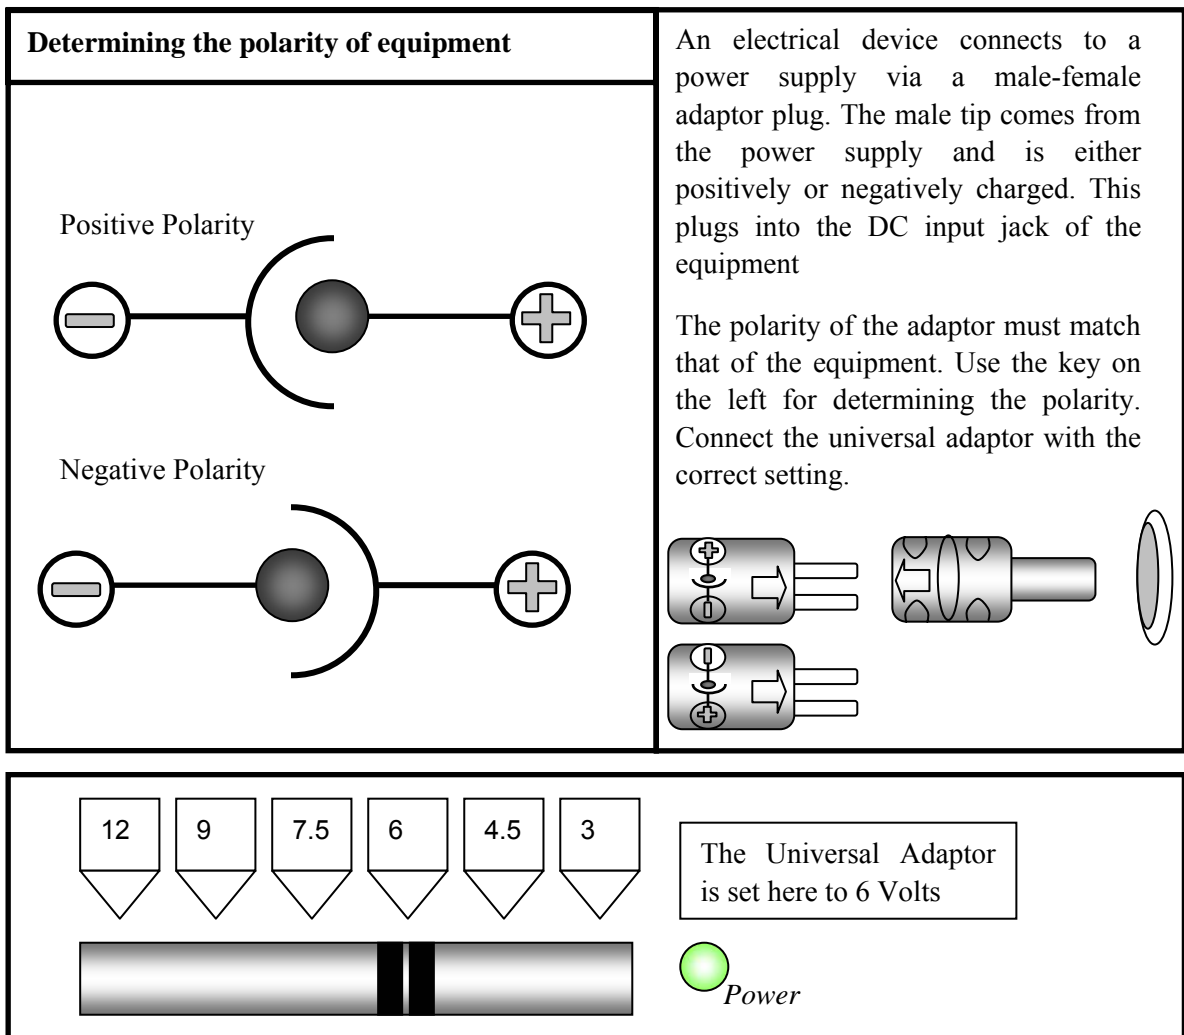 Determining the polarity of equipment
Positive Polarity
Negative Polarity
An electrical device connects to a
power supply via a male-female
adaptor plug. The male tip comes from
the power supply and is either
positively or negatively charged. This
plugs into the DC input jack of the
equipment
The polarity of the adaptor must match
that of the equipment. Use the key on
the left for determining the polarity.
Connect the universal adaptor with the
correct setting.
12 9 7.5 6 4.5 3
The Universal Adaptor
is set here to 6 Volts
Power